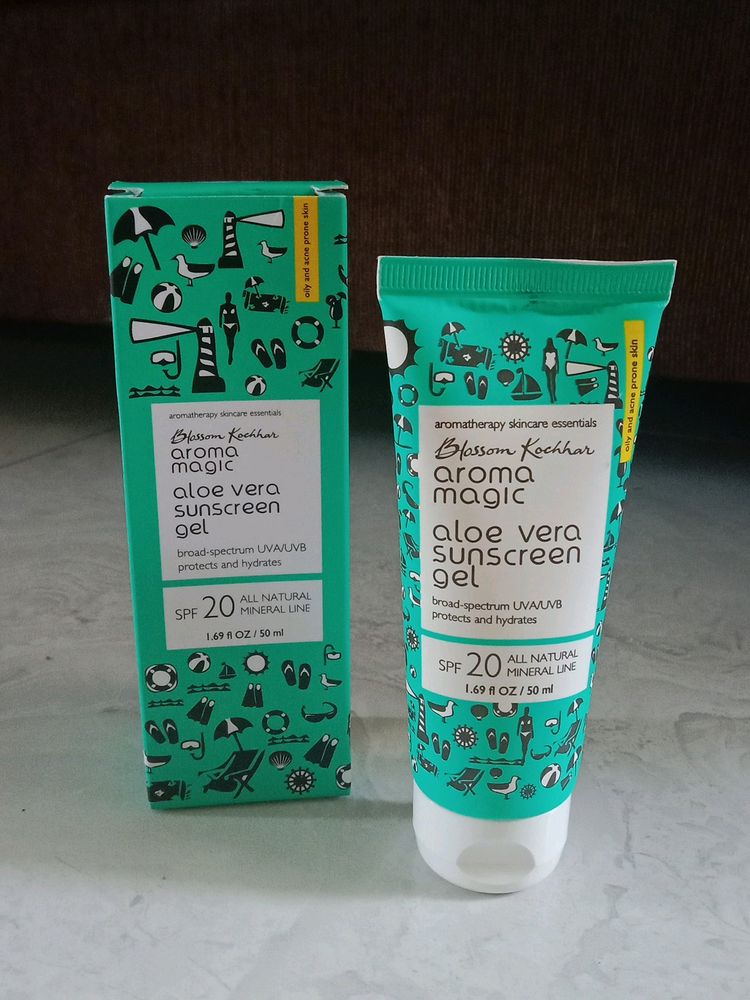 oily and acne prone skin
aromatherapy skincare essentials
Blossom Kochhar
aroma
magic
aloe vera
sunscreen
gel
broad-spectrum UVA/UVB
protects and hydrates
SPF 20 ALL NATURAL
MINERAL LINE
1.69 fl OZ / 50 ml
oily and acne prone skin
aromatherapy skincare essentials
Blossom Kochhar
aroma
magic
aloe vera
sunscreen
gel
broad-spectrum UVA/UVB
protects and hydrates
SPF 20 ALL NATURAL
MINERAL LINE
1.69 fl OZ / 50 ml